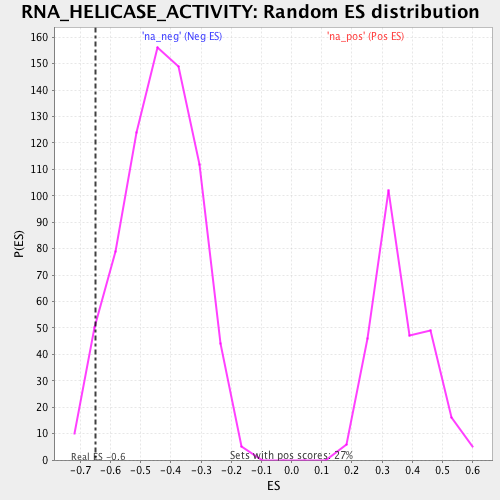 RNA_HELICASE_ACTIVITY: Random ES distribution
'na_neg' (Neg ES)
'na_pos' (Pos ES)
160
150
140
130
120
110
100
90
80
70
60
50
40
30
20
10
0
P(ES)
Real ES -0.6
Sets with pos scores: 27%
-0.7 -0.6 -0.5 -0.4 -0.3 -0.2 -0.1 0.0 0.1 0.2 0.3 0.4 0.5 0.6
ES